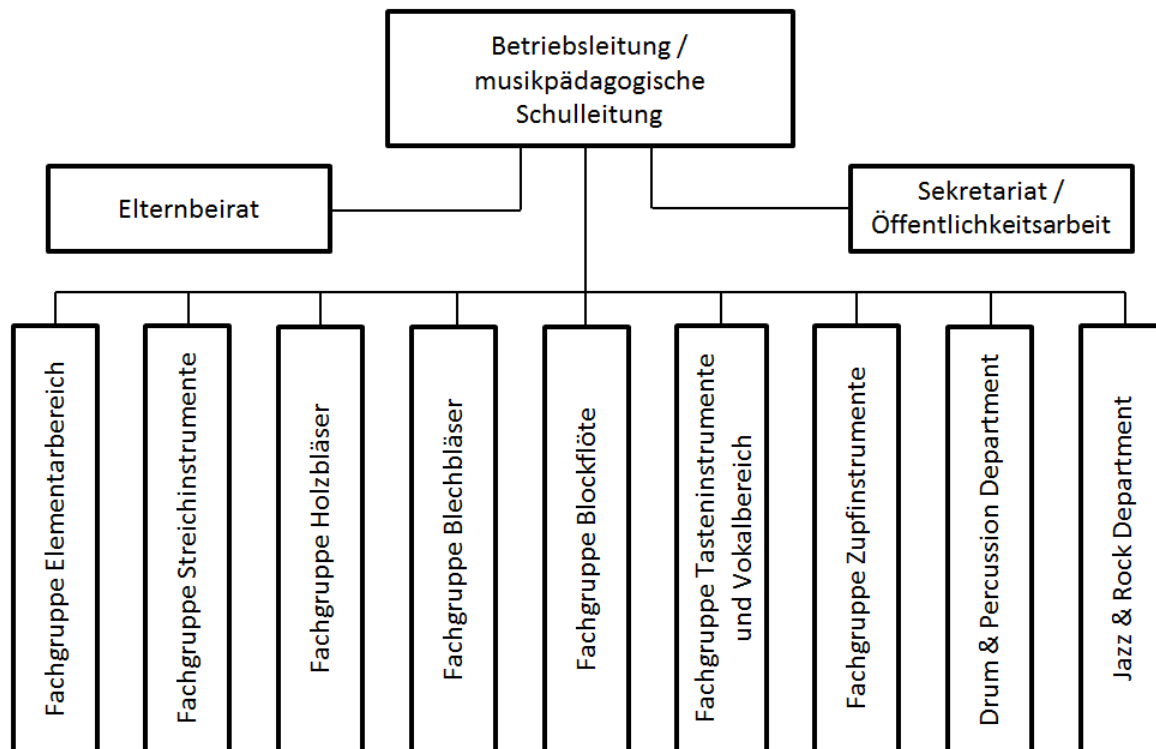 Betriebsleitung /
musikpädagogische
Schulleitung
Elternbeirat
Sekretariat /
Öffentlichkeitsarbeit
Fachgruppe Elementarbereich
Fachgruppe Streichinstrumente
Fachgruppe Holzbläser
Fachgruppe Blechbläser
Fachgruppe Blockflöte
Fachgruppe Tasteninstrumente
und Vokalbereich
Fachgruppe Zupfinstrumente
Drum & Percussion Department
Jazz & Rock Department